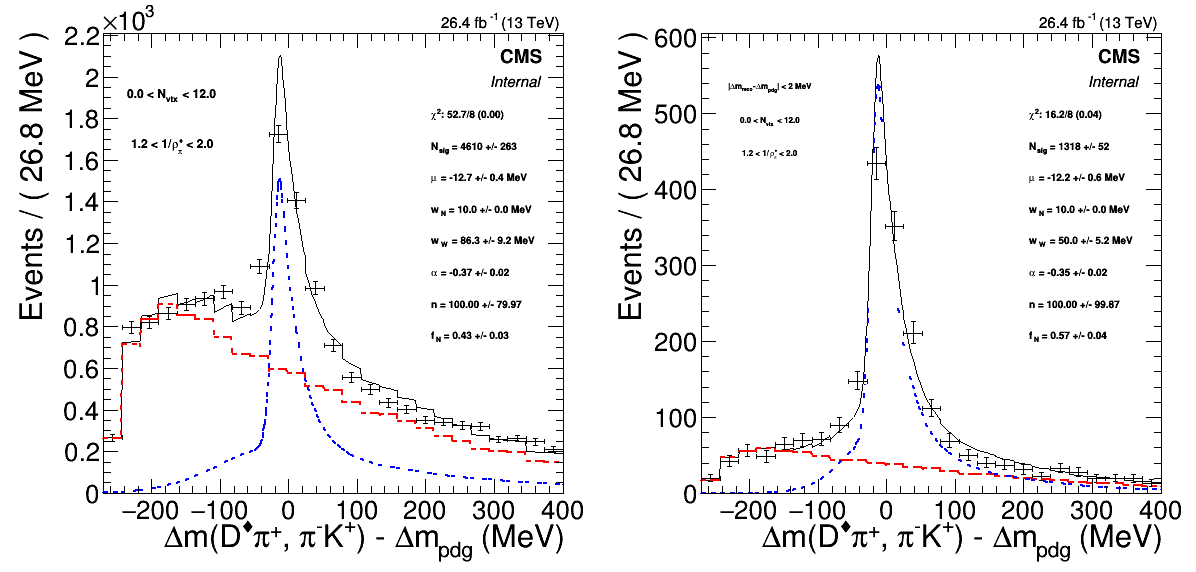 ×10³
26.4 fb⁻¹ (13 TeV)
CMS
Internal
0.0 < N_vtx < 12.0
1.2 < 1/ρ*_π < 2.0
χ²: 52.7/8 (0.00)
N_sig = 4610 +/- 263
μ = -12.7 +/- 0.4 MeV
w_N = 10.0 +/- 0.0 MeV
w_W = 86.3 +/- 9.2 MeV
α = -0.37 +/- 0.02
n = 100.00 +/- 79.97
f_N = 0.43 +/- 0.03
Events / ( 26.8 MeV )
2.2
2
1.8
1.6
1.4
1.2
1
0.8
0.6
0.4
0.2
0
−200 −100 0 100 200 300 400
Δm(D♦π⁺, π⁻K⁺) - Δm_pdg (MeV)
26.4 fb⁻¹ (13 TeV)
CMS
Internal
|Δm_reco-Δm_pdg| < 2 MeV
0.0 < N_vtx < 12.0
1.2 < 1/ρ*_π < 2.0
χ²: 16.2/8 (0.04)
N_sig = 1318 +/- 52
μ = -12.2 +/- 0.6 MeV
w_N = 10.0 +/- 0.0 MeV
w_W = 50.0 +/- 5.2 MeV
α = -0.35 +/- 0.02
n = 100.00 +/- 99.87
f_N = 0.57 +/- 0.04
Events / ( 26.8 MeV )
600
500
400
300
200
100
0
−200 −100 0 100 200 300 400
Δm(D♦π⁺, π⁻K⁺) - Δm_pdg (MeV)